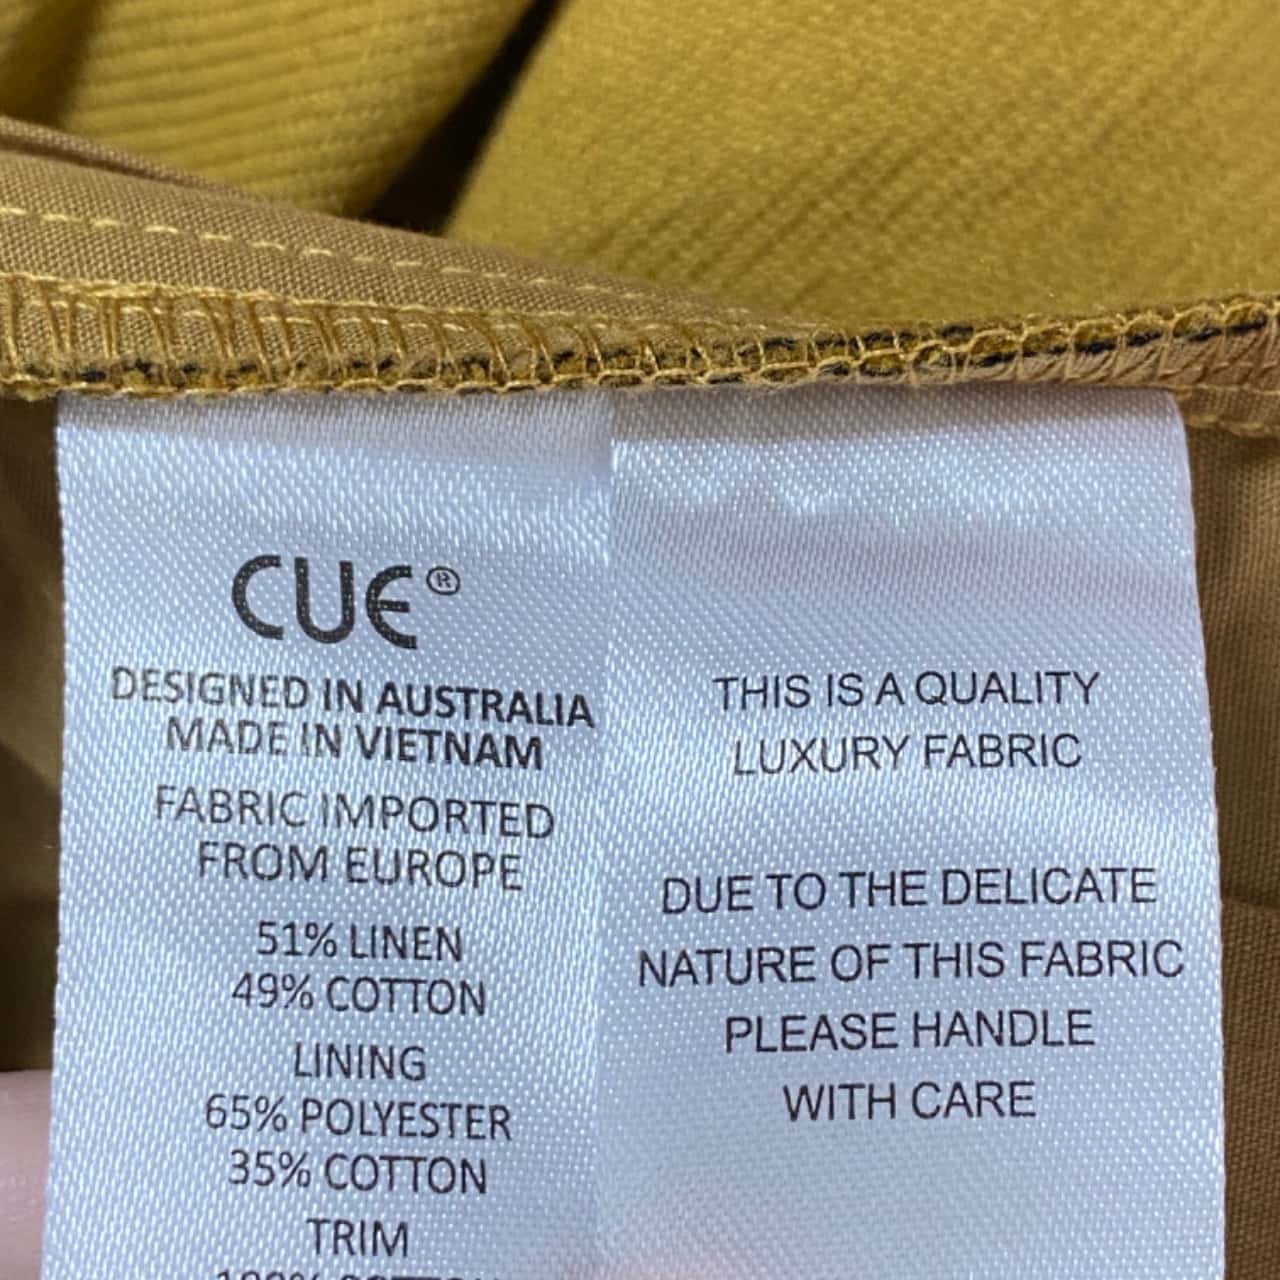 CUE®
DESIGNED IN AUSTRALIA
MADE IN VIETNAM
FABRIC IMPORTED
FROM EUROPE
51% LINEN
49% COTTON
LINING
65% POLYESTER
35% COTTON
TRIM
THIS IS A QUALITY
LUXURY FABRIC
DUE TO THE DELICATE
NATURE OF THIS FABRIC
PLEASE HANDLE
WITH CARE